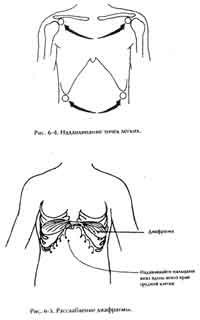 Рис. 6-4. Надавливание точек легких.
Диафрагма
Надавливайте пальцами
вниз вдоль всего края
грудной клетки
Рис. 6-5. Расслабление диафрагмы.